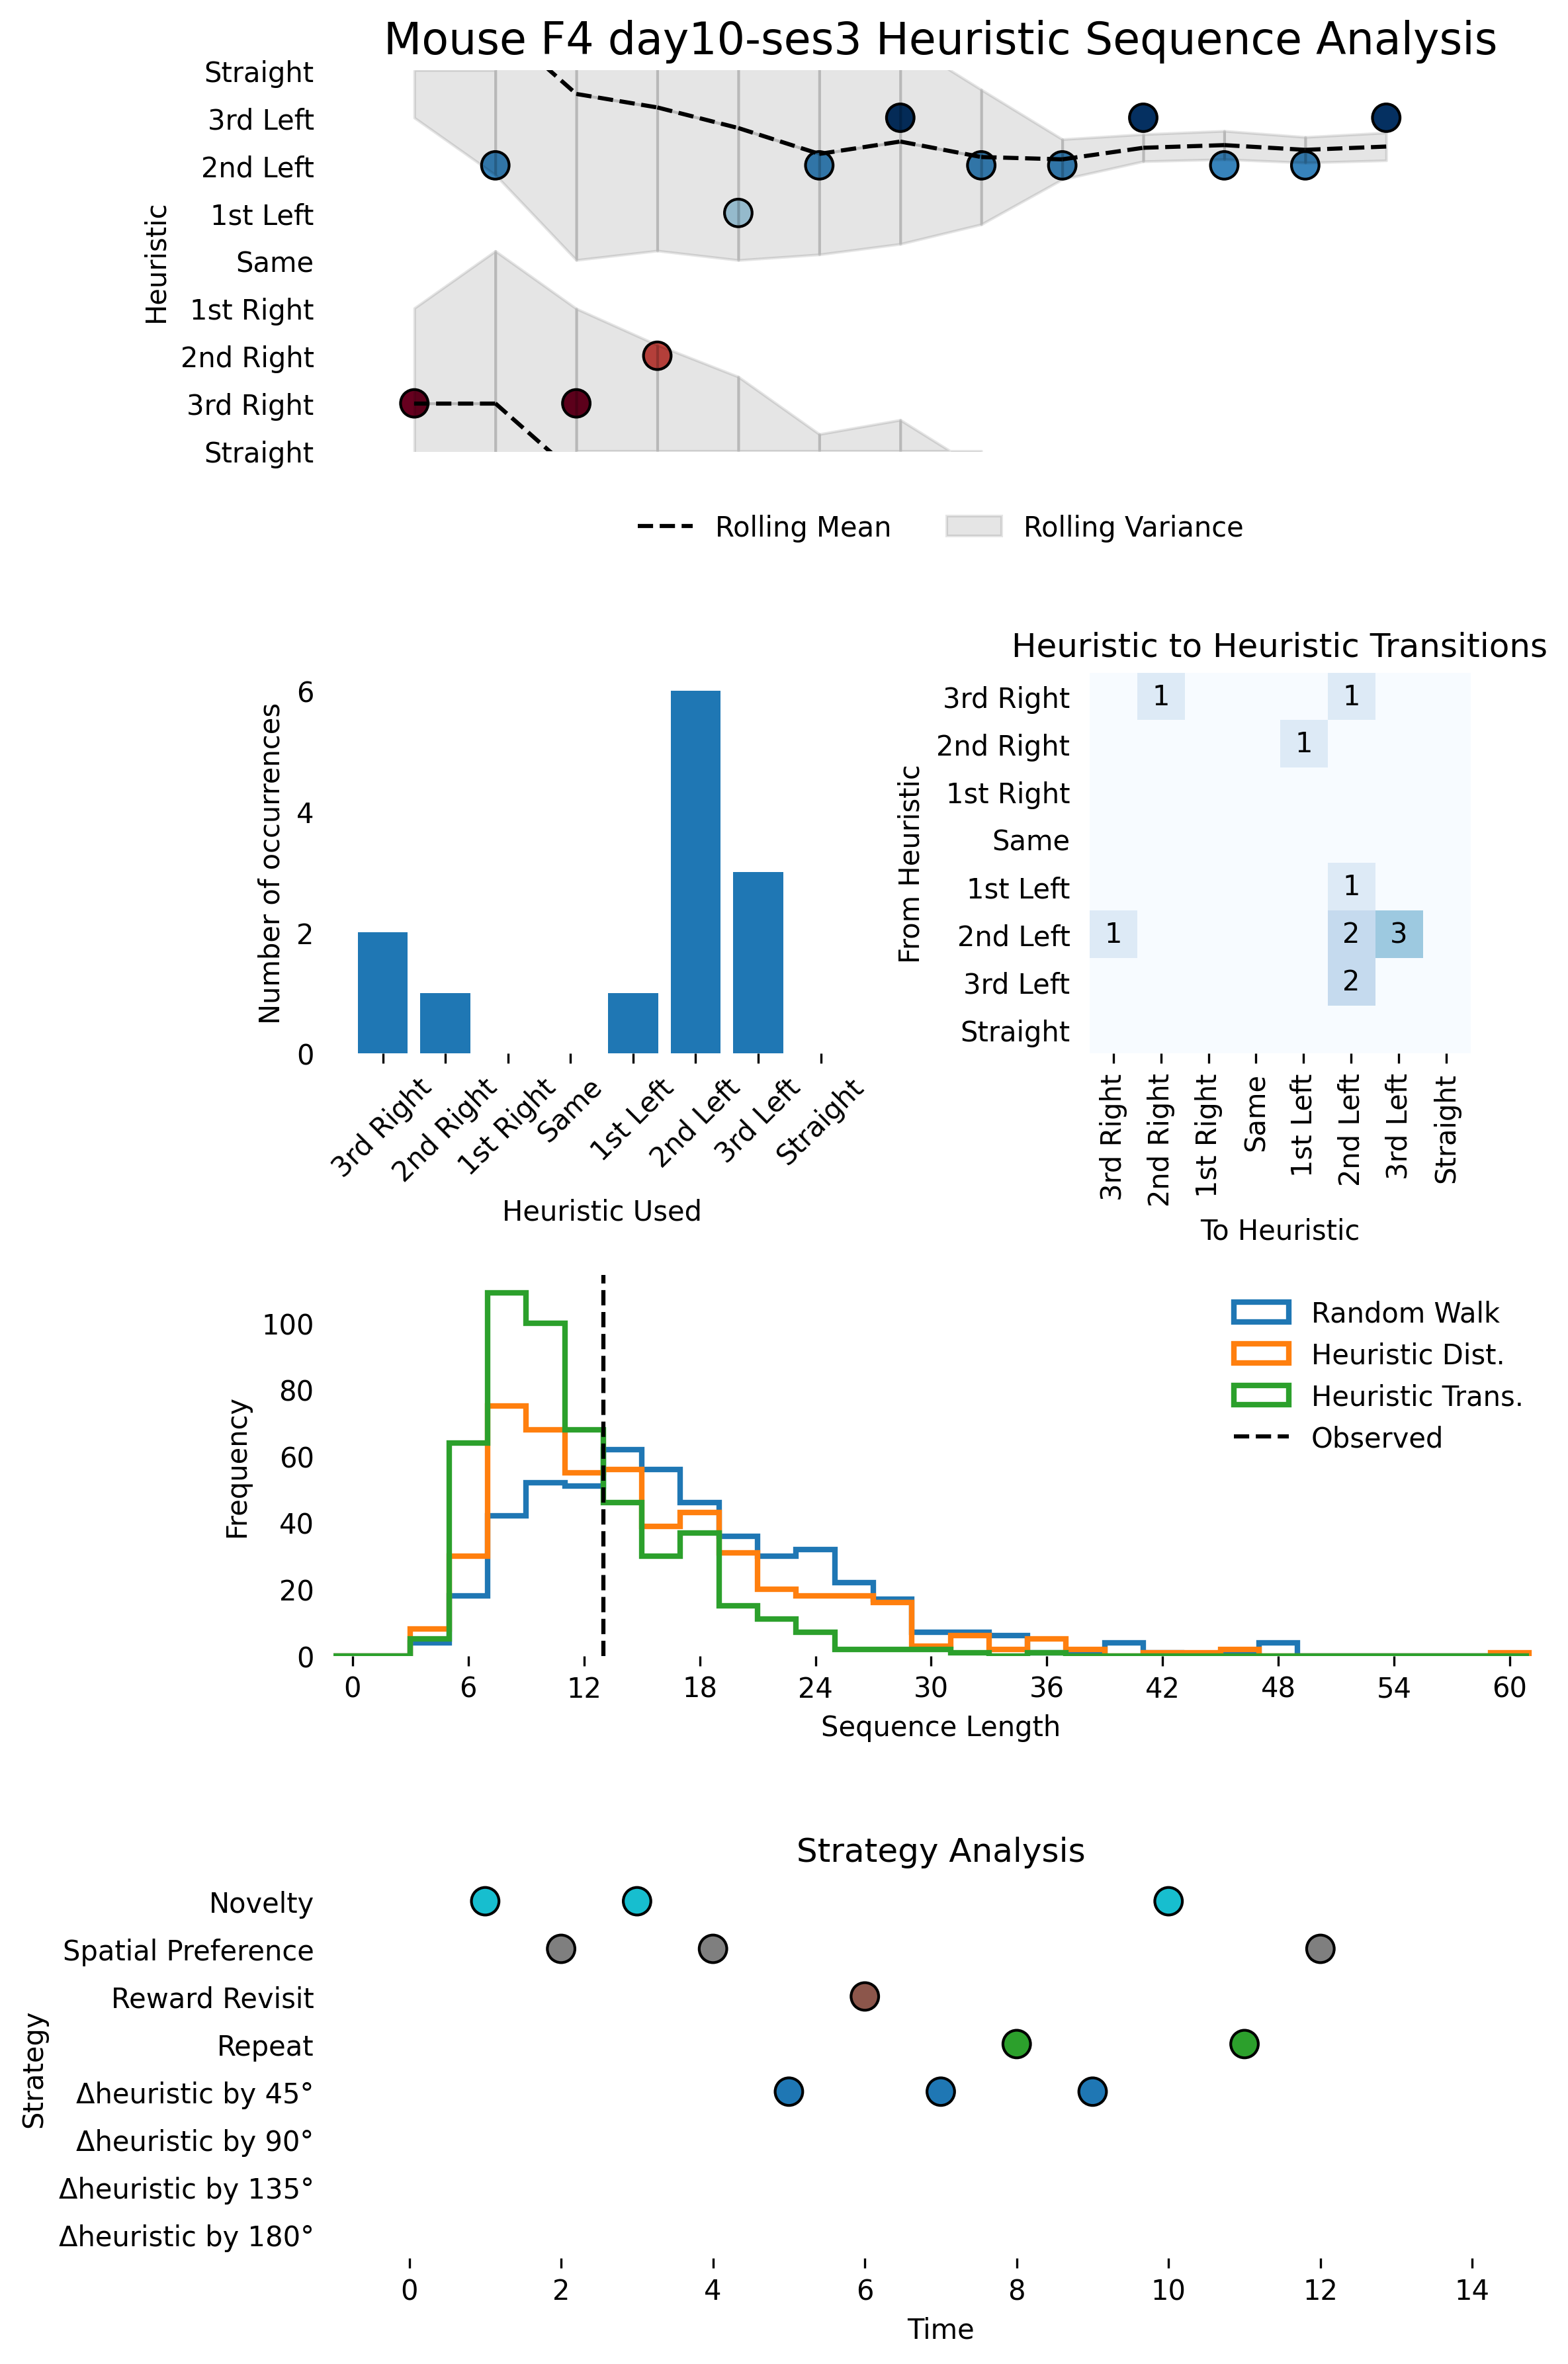 Mouse F4 day10-ses3 Heuristic Sequence Analysis
Heuristic
Straight
3rd Left
2nd Left
1st Left
Same
1st Right
2nd Right
3rd Right
Straight
Rolling Mean
Rolling Variance
Number of occurrences
6
4
2
0
3rd Right
2nd Right
1st Right
Same
1st Left
2nd Left
3rd Left
Straight
Heuristic Used
Heuristic to Heuristic Transitions
From Heuristic
3rd Right
1
1
2nd Right
1
1st Right
Same
1st Left
1
2nd Left
1
2
3
3rd Left
2
Straight
3rd Right
2nd Right
1st Right
Same
1st Left
2nd Left
3rd Left
Straight
To Heuristic
Frequency
100
80
60
40
20
0
Random Walk
Heuristic Dist.
Heuristic Trans.
Observed
0
6
12
18
24
30
36
42
48
54
60
Sequence Length
Strategy Analysis
Strategy
Novelty
Spatial Preference
Reward Revisit
Repeat
Δheuristic by 45°
Δheuristic by 90°
Δheuristic by 135°
Δheuristic by 180°
0
2
4
6
8
10
12
14
Time